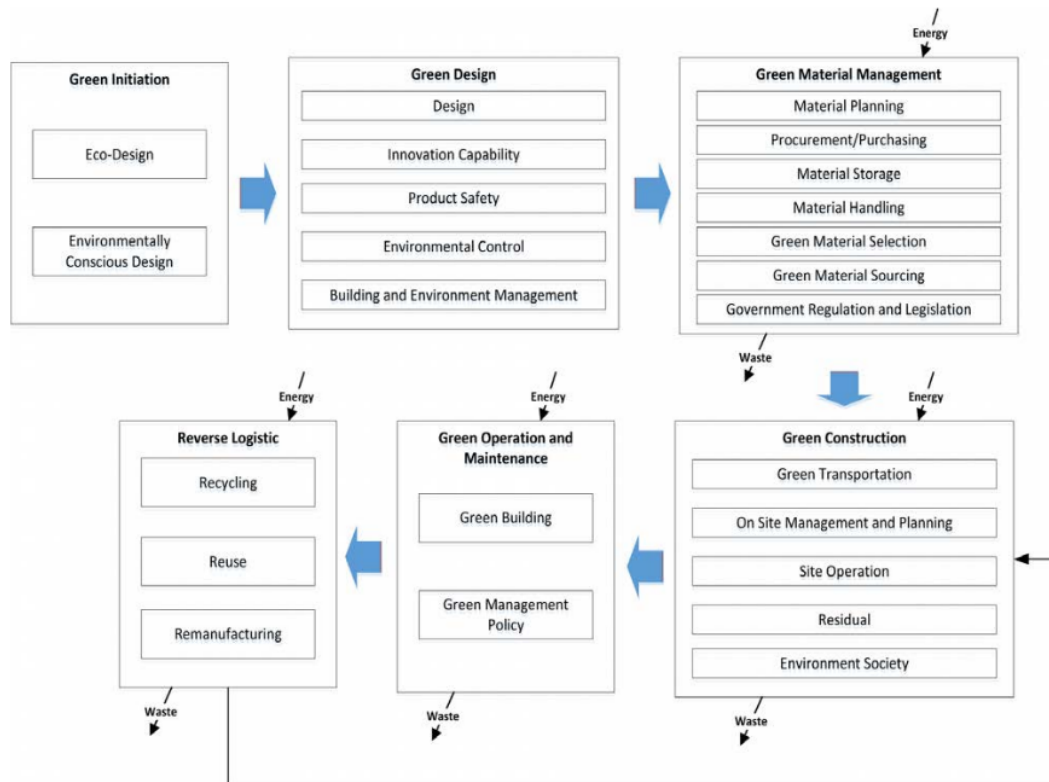 Energy
Green Initiation
Eco-Design
Environmentally
Conscious Design
Green Design
Design
Innovation Capability
Product Safety
Environmental Control
Building and Environment Management
Green Material Management
Material Planning
Procurement/Purchasing
Material Storage
Material Handling
Green Material Selection
Green Material Sourcing
Government Regulation and Legislation
Waste
Energy
Reverse Logistic
Recycling
Reuse
Remanufacturing
Waste
Energy
Green Operation and
Maintenance
Green Building
Green Management
Policy
Waste
Energy
Green Construction
Green Transportation
On Site Management and Planning
Site Operation
Residual
Environment Society
Waste